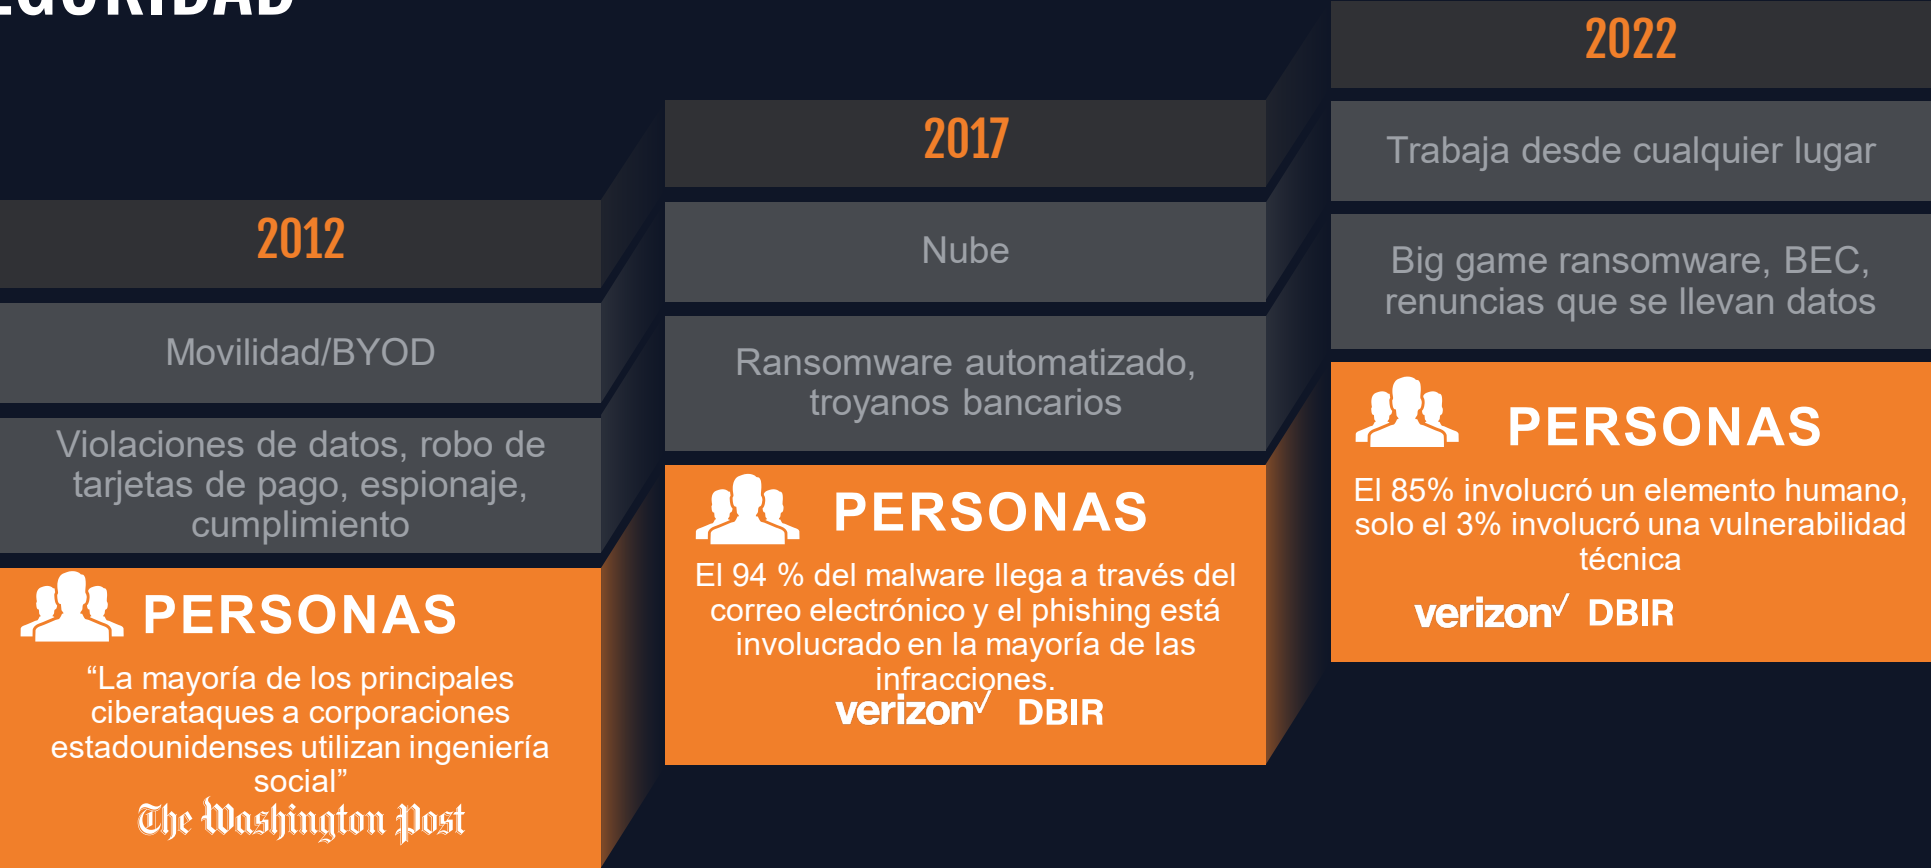 EGURIDAD
2012
Movilidad/BYOD
Violaciones de datos, robo de
tarjetas de pago, espionaje,
cumplimiento
PERSONAS
“La mayoría de los principales
ciberataques a corporaciones
estadounidenses utilizan ingeniería
social”
The Washington Post
2017
Nube
Ransomware automatizado,
troyanos bancarios
PERSONAS
El 94 % del malware llega a través del
correo electrónico y el phishing está
involucrado en la mayoría de las
infracciones.
verizon✓ DBIR
2022
Trabaja desde cualquier lugar
Big game ransomware, BEC,
renuncias que se llevan datos
PERSONAS
El 85% involucró un elemento humano,
solo el 3% involucró una vulnerabilidad
técnica
verizon✓ DBIR